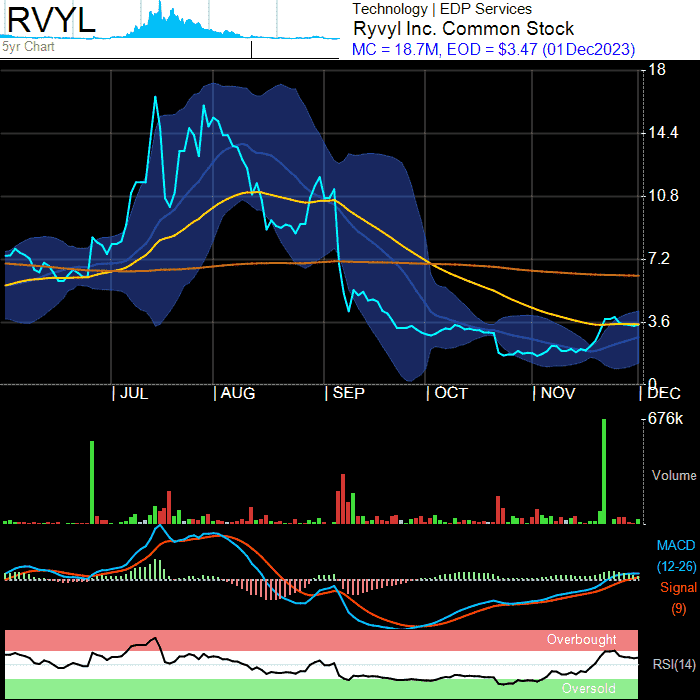 RVYL
5yr Chart
Technology | EDP Services
Ryvyl Inc. Common Stock
MC = 18.7M, EOD = $3.47 (01Dec2023)
18
14.4
10.8
7.2
3.6
0
JUL AUG SEP OCT NOV DEC
676k
Volume
MACD
(12-26)
Signal
(9)
Overbought
RSI(14)
Oversold